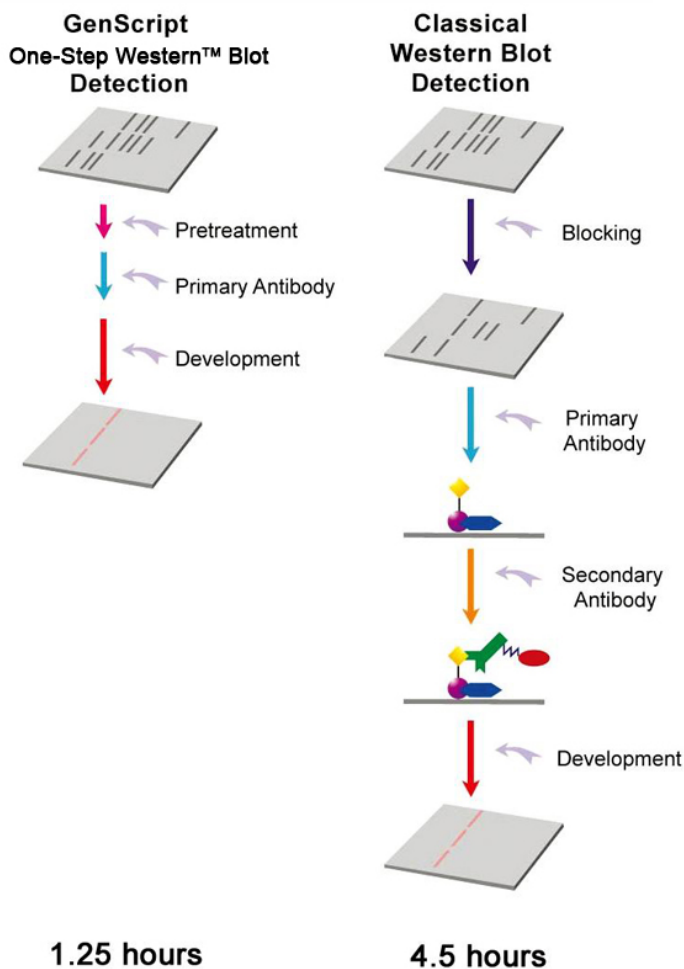 GenScript
One-Step Western™ Blot
Detection
Pretreatment
Primary Antibody
Development
1.25 hours
Classical
Western Blot
Detection
Blocking
Primary
Antibody
Secondary
Antibody
Development
4.5 hours